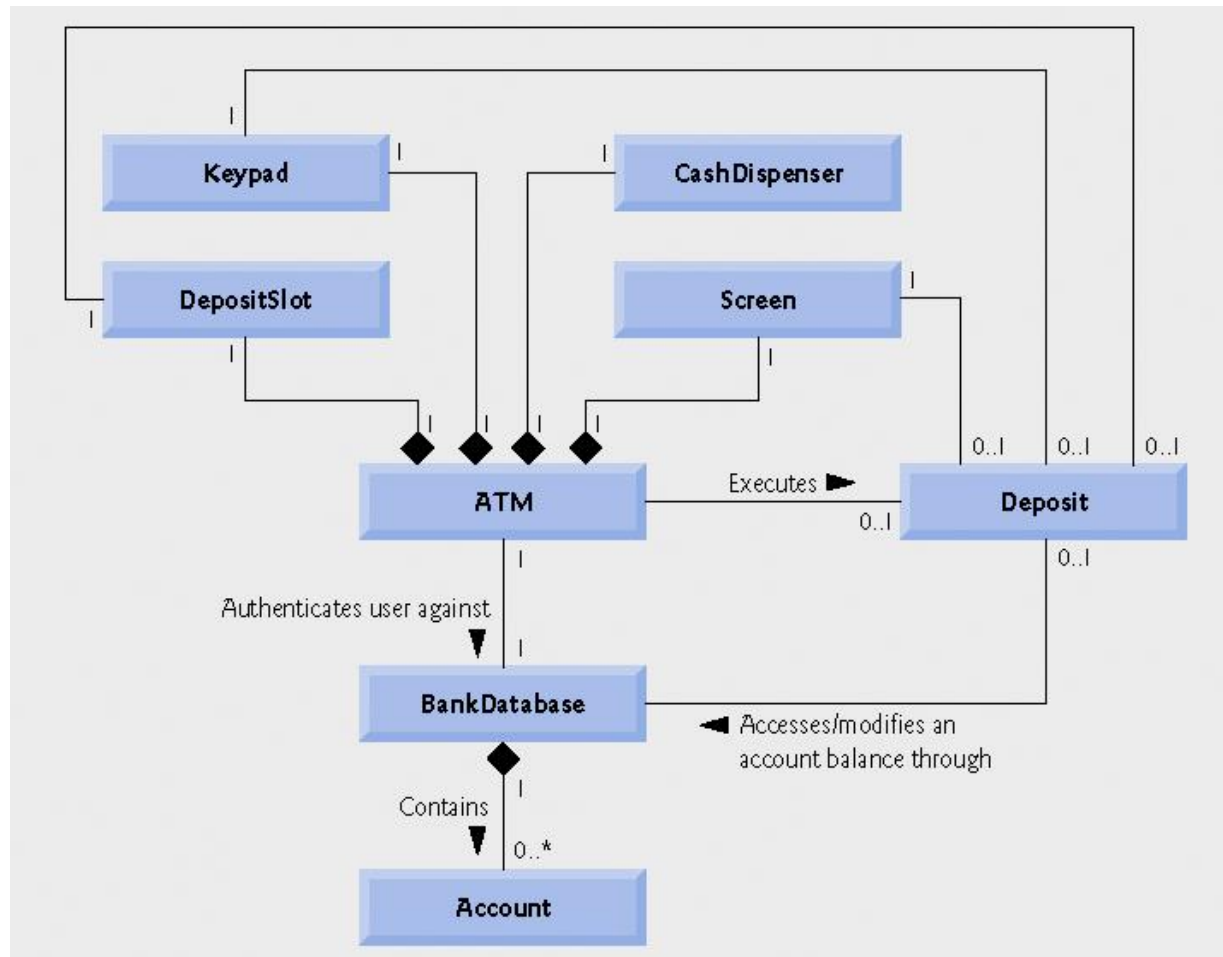 1
Keypad
1
1
CashDispenser
DepositSlot
1
Screen
1
1
1
1
1
1
1
0..1
0..1
0..1
Executes
ATM
0..1
Deposit
1
0..1
Authenticates user against
1
BankDatabase
Accesses/modifies an
account balance through
1
Contains
0..*
Account